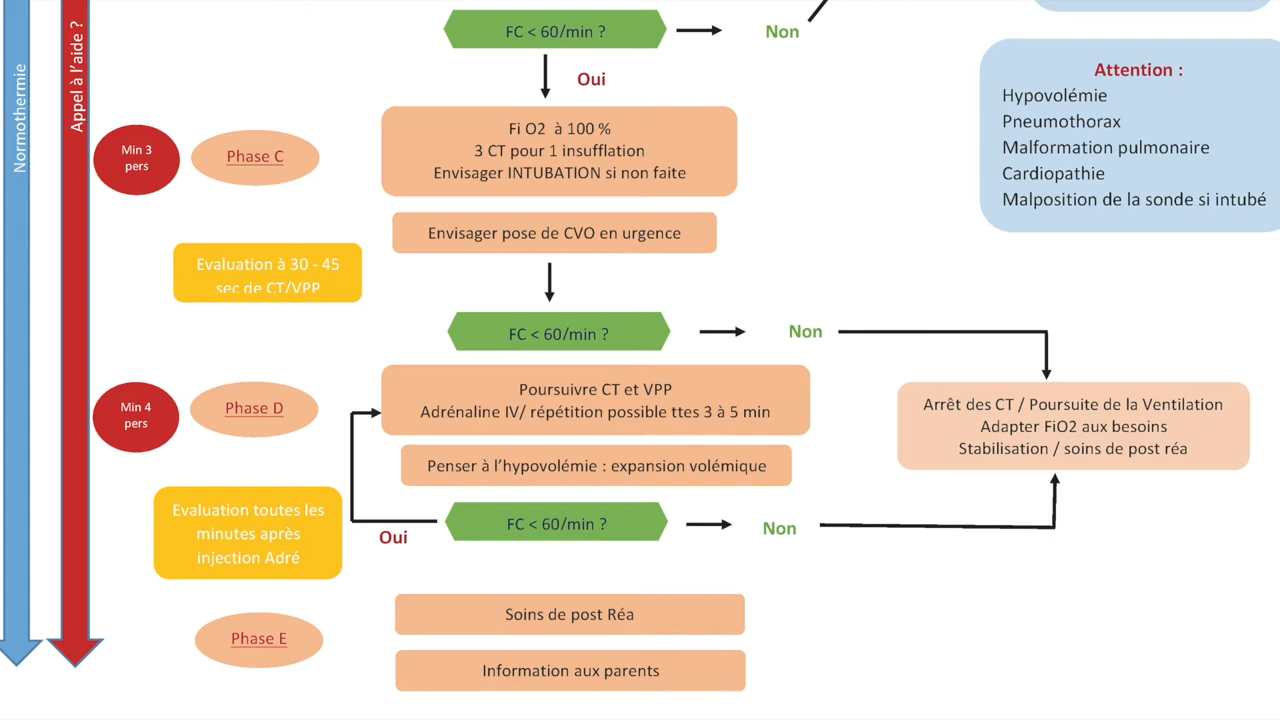 Normothermie
Appel à l'aide ?
FC < 60/min ?
Non
Oui
Min 3
pers
Phase C
Fi O2 à 100 %
3 CT pour 1 insufflation
Envisager INTUBATION si non faite
Envisager pose de CVO en urgence
Attention :
Hypovolémie
Pneumothorax
Malformation pulmonaire
Cardiopathie
Malposition de la sonde si intubé
Evaluation à 30 - 45
sec de CT/VPP
FC < 60/min ?
Non
Min 4
pers
Phase D
Poursuivre CT et VPP
Adrénaline IV/ répétition possible ttes 3 à 5 min
Penser à l'hypovolémie : expansion volémique
Arrêt des CT / Poursuite de la Ventilation
Adapter FiO2 aux besoins
Stabilisation / soins de post réa
Evaluation toutes les
minutes après
injection Adré
Oui
FC < 60/min ?
Non
Phase E
Soins de post Réa
Information aux parents